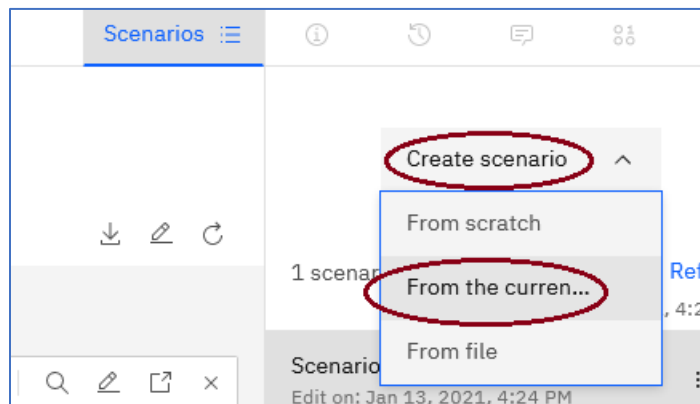 Scenarios
Create scenario
From scratch
1 scenar
Ref
From the curren...
, 4:2
From file
Scenario
Edit on: Jan 13, 2021, 4:24 PM